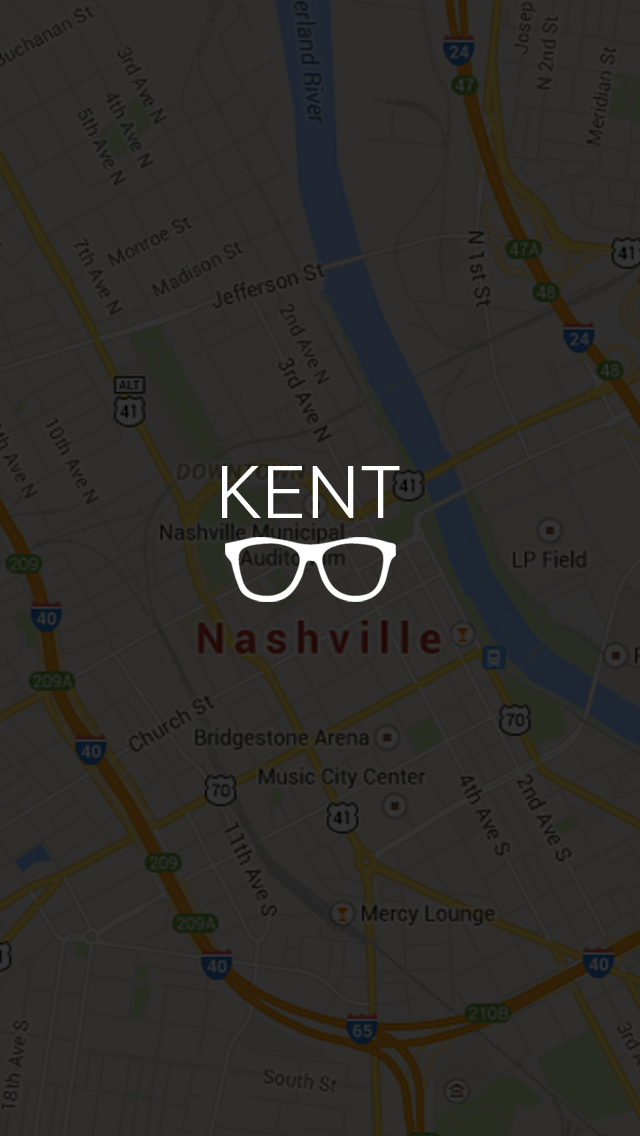 Buchanan St
3rd Ave N
4th Ave N
5th Ave N
erland River
24
47
Josep
N 2nd St
Meridian St
Monroe St
Madison St
7th Ave N
Jefferson St
N 1st St
47A
41
48
24
48
2nd Ave N
3rd Ave N
ALT
41
10th Ave N
th Ave N
DOWNTOWN
KENT
41
Nashville Municipal
Auditorium
LP Field
209
40
Nashville
209A
Church St
40
Bridgestone Arena
70
Music City Center
70
41
4th Ave S
2nd Ave S
11th Ave S
209
209A
Mercy Lounge
40
40
65
210B
3rd A
18th Ave S
South St